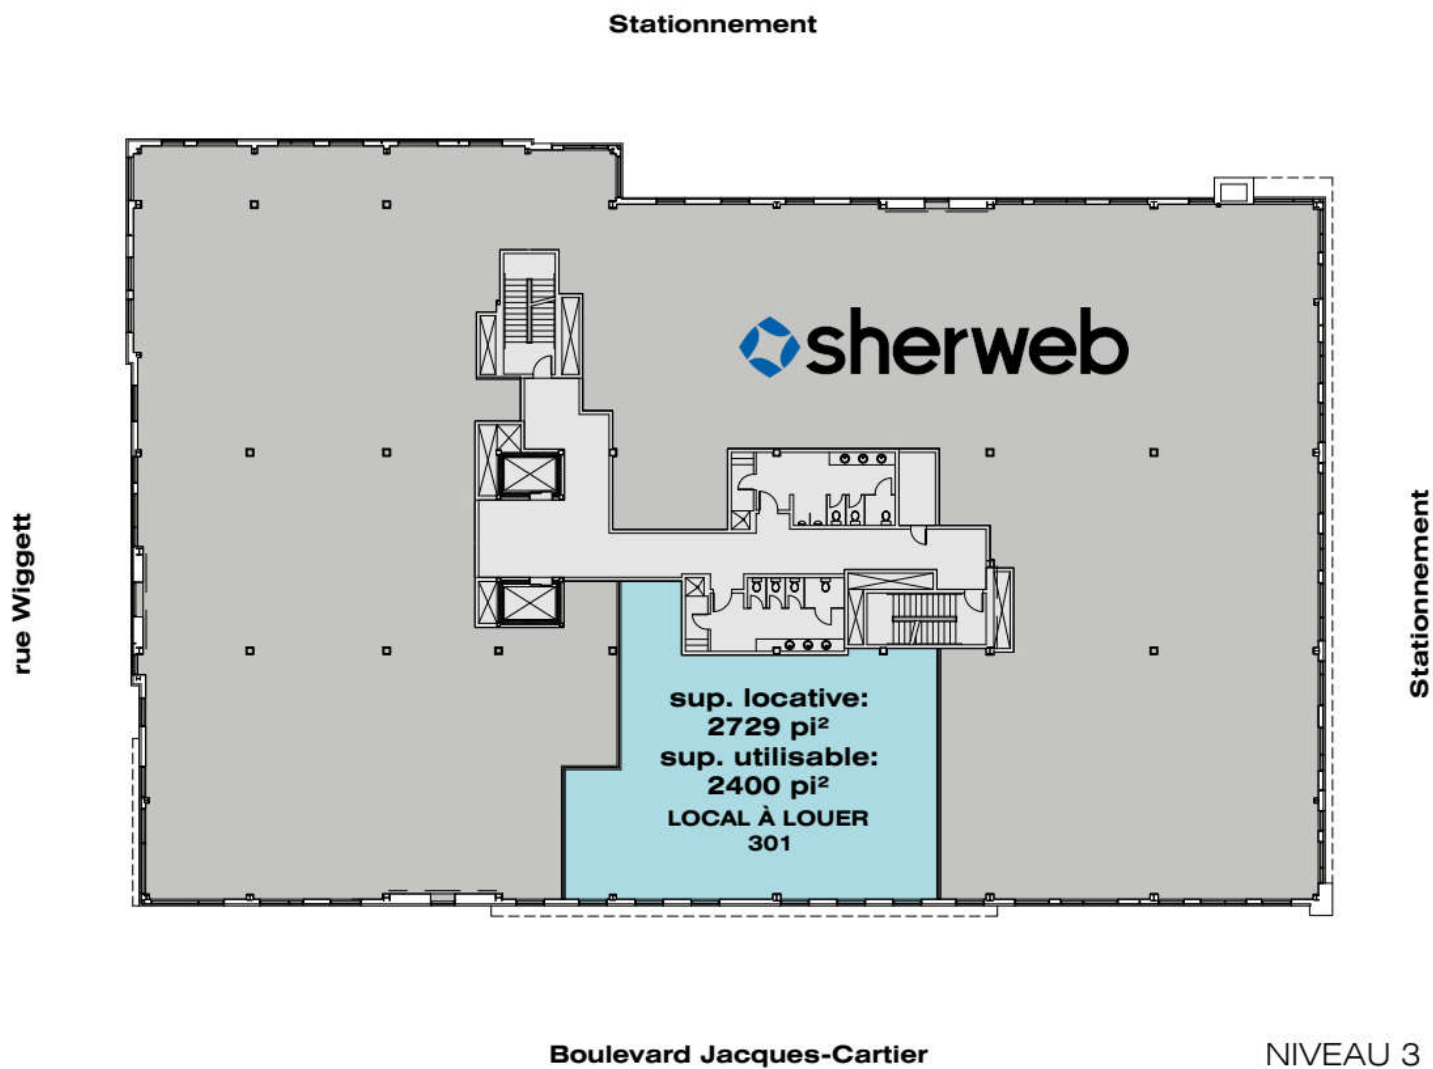 Stationnement
sherweb
rue Wiggett
Stationnement
sup. locative:
2729 pi²
sup. utilisable:
2400 pi²
LOCAL À LOUER
301
Boulevard Jacques-Cartier
NIVEAU 3